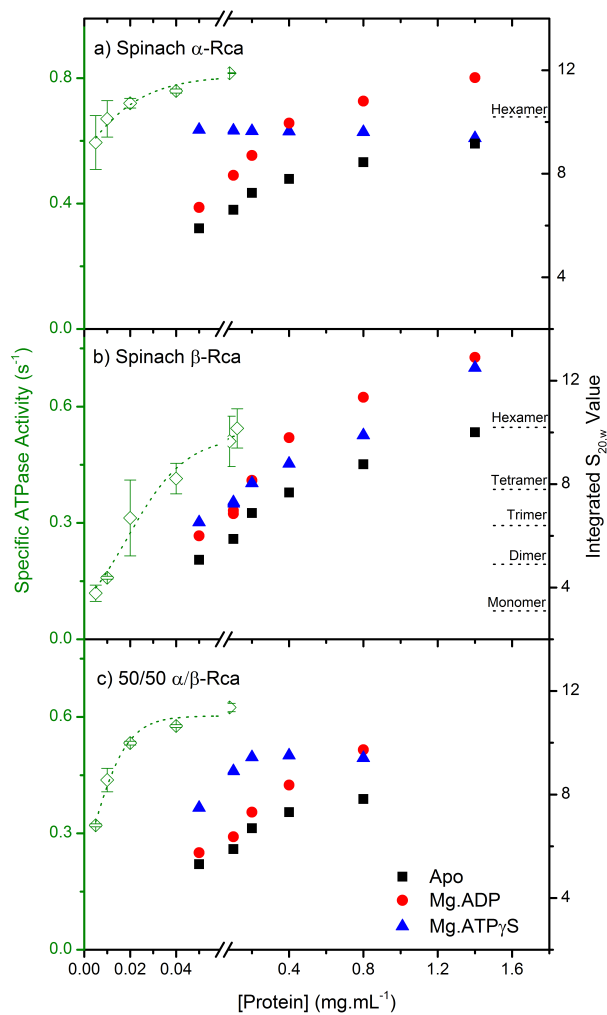 a) Spinach α-Rca
0.8
0.4
0.0
12
Hexamer
8
4
b) Spinach β-Rca
0.6
0.3
0.0
12
Hexamer
8
Tetramer
Trimer
Dimer
4
Monomer
c) 50/50 α/β-Rca
0.6
0.3
0.0
12
8
4
Apo
Mg.ADP
Mg.ATPγS
0.00 0.02 0.04 0.4 0.8 1.2 1.6
[Protein] (mg.mL⁻¹)
Specific ATPase Activity (s⁻¹)
Integrated S₂₀,w Value